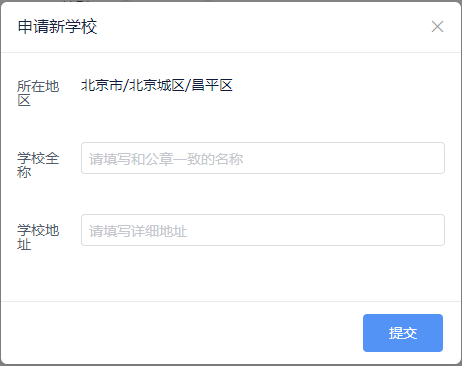 申请新学校
所在地
区
北京市/北京城区/昌平区
学校全
称
请填写和公章一致的名称
学校地
址
请填写详细地址
提交